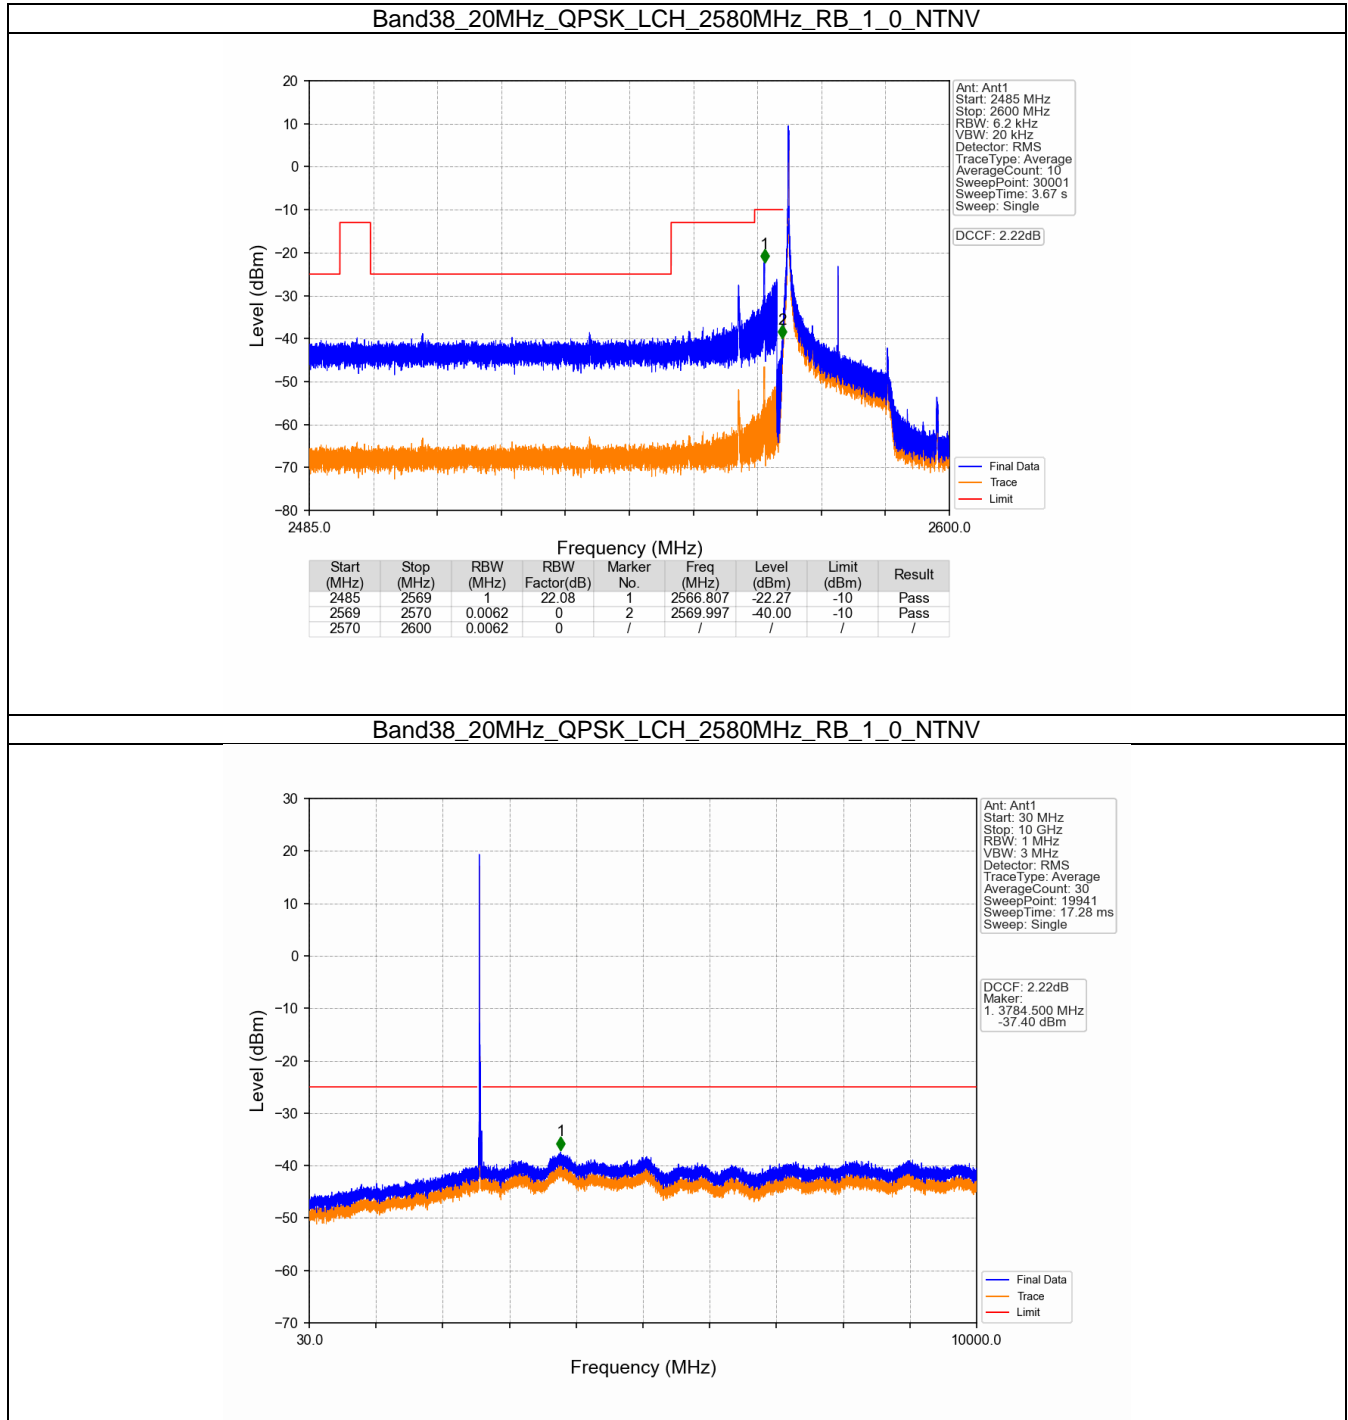 Band38_20MHz_QPSK_LCH_2580MHz_RB_1_0_NTNV
20
10
0
−10
−20
−30
−40
−50
−60
−70
−80
Level (dBm)
1
2
2485.0
2600.0
Frequency (MHz)
Ant: Ant1
Start: 2485 MHz
Stop: 2600 MHz
RBW: 6.2 kHz
VBW: 20 kHz
Detector: RMS
TraceType: Average
AverageCount: 10
SweepPoint: 30001
SweepTime: 3.67 s
Sweep: Single
DCCF: 2.22dB
Final Data
Trace
Limit
Start (MHz) Stop (MHz) RBW (MHz) RBW Factor(dB) Marker No. Freq (MHz) Level (dBm) Limit (dBm) Result
2485 2569 1 22.08 1 2566.807 -22.27 -10 Pass
2569 2570 0.0062 0 2 2569.997 -40.00 -10 Pass
2570 2600 0.0062 0 / / / / /
Band38_20MHz_QPSK_LCH_2580MHz_RB_1_0_NTNV
30
20
10
0
−10
−20
−30
−40
−50
−60
−70
Level (dBm)
1
30.0
10000.0
Frequency (MHz)
Ant: Ant1
Start: 30 MHz
Stop: 10 GHz
RBW: 1 MHz
VBW: 3 MHz
Detector: RMS
TraceType: Average
AverageCount: 30
SweepPoint: 19941
SweepTime: 17.28 ms
Sweep: Single
DCCF: 2.22dB
Maker:
1. 3784.500 MHz
-37.40 dBm
Final Data
Trace
Limit